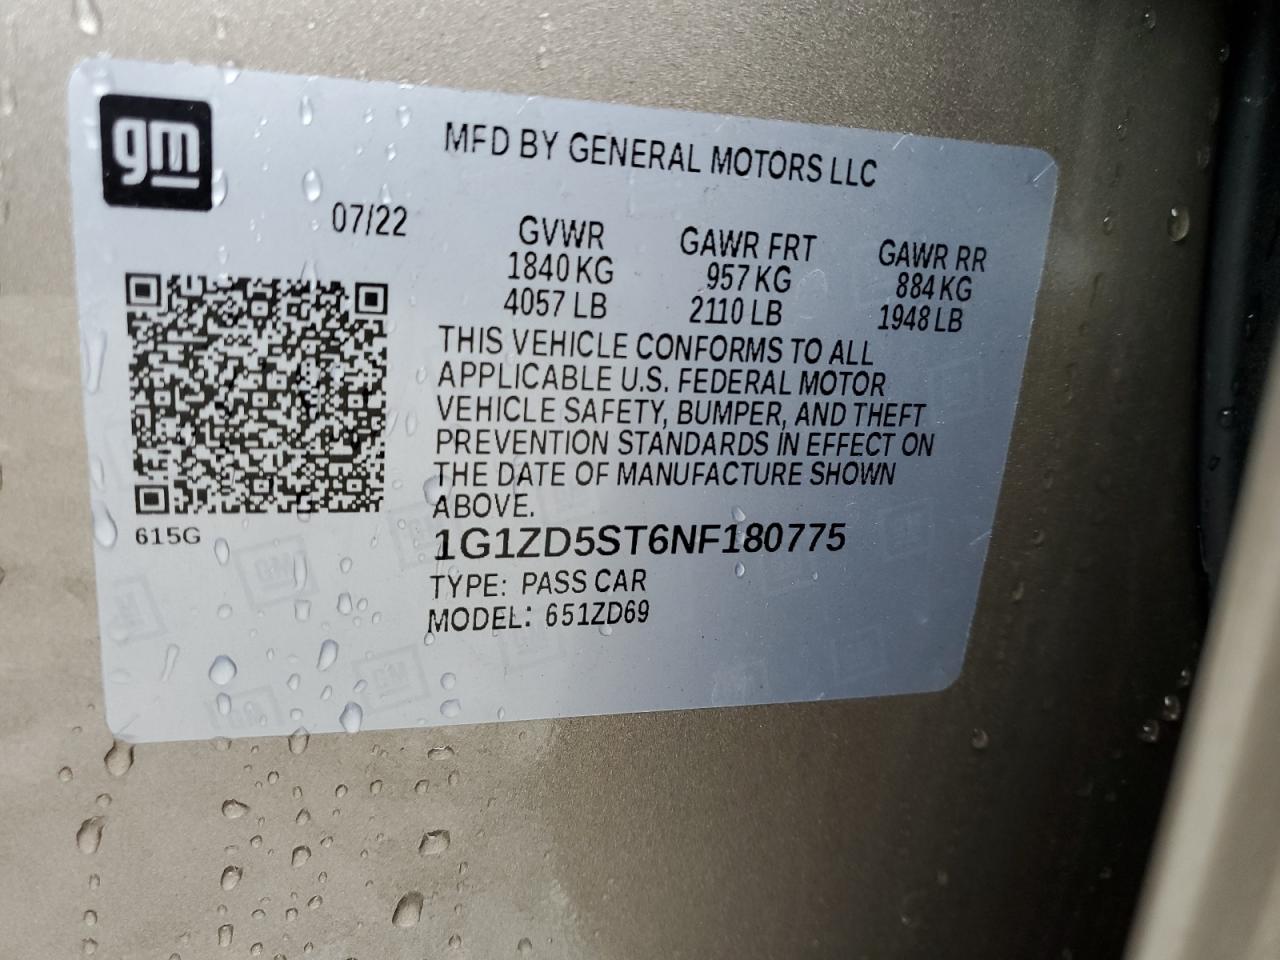 gm
MFD BY GENERAL MOTORS LLC
07/22
GVWR GAWR FRT GAWR RR
1840 KG 957 KG 884 KG
4057 LB 2110 LB 1948 LB
THIS VEHICLE CONFORMS TO ALL
APPLICABLE U.S. FEDERAL MOTOR
VEHICLE SAFETY, BUMPER, AND THEFT
PREVENTION STANDARDS IN EFFECT ON
THE DATE OF MANUFACTURE SHOWN
ABOVE.
615G
1G1ZD5ST6NF180775
TYPE: PASS CAR
MODEL: 651ZD69